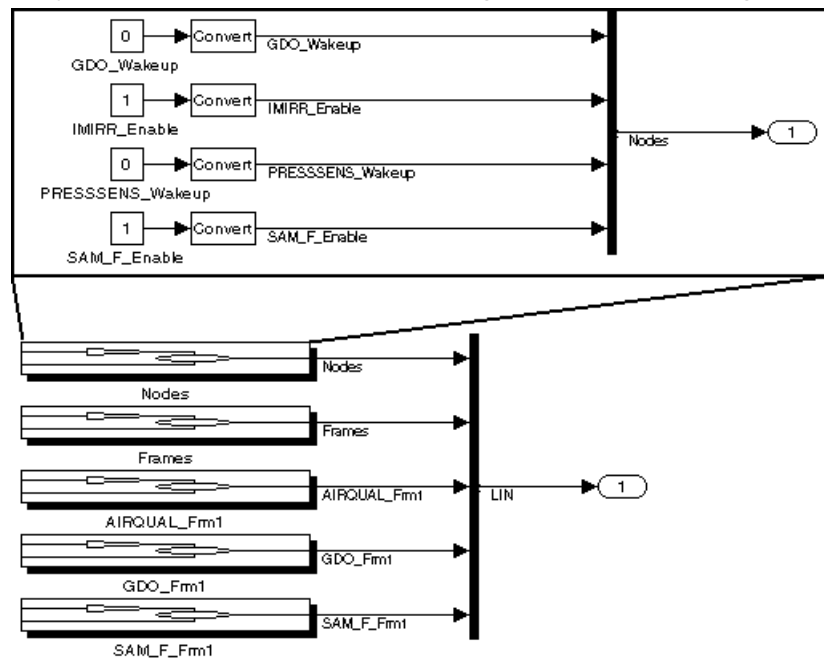 0 Convert GDO_Wakeup
GDO_Wakeup
1 Convert IMIRR_Enable
IMIRR_Enable
Nodes 1
0 Convert PRESSSENS_Wakeup
PRESSSENS_Wakeup
1 Convert SAM_F_Enable
SAM_F_Enable
Nodes
Nodes
Frames
Frames
AIRQUAL_Frm1 LIN 1
AIRQUAL_Frm1
GDO_Frm1
GDO_Frm1
SAM_F_Frm1
SAM_F_Frm1